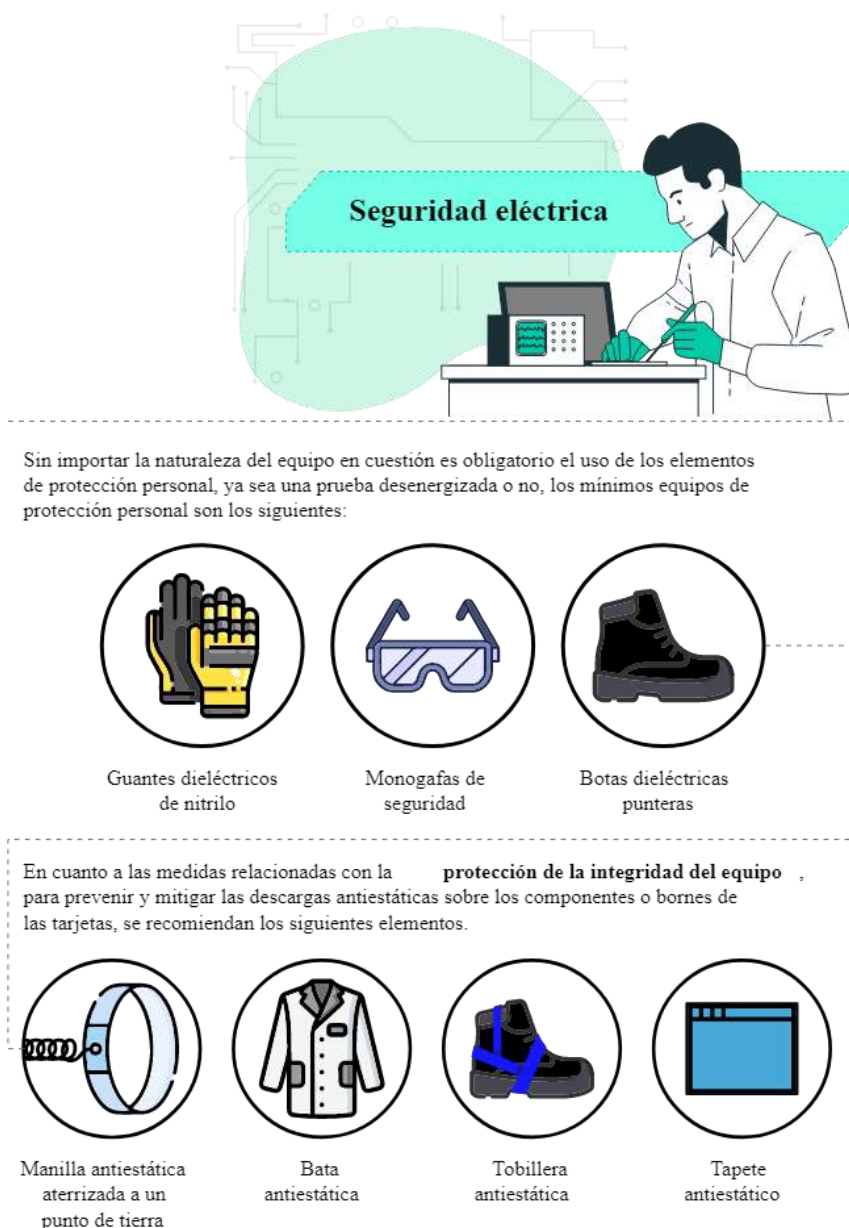 Seguridad eléctrica
Sin importar la naturaleza del equipo en cuestión es obligatorio el uso de los elementos
de protección personal, ya sea una prueba desenergizada o no, los mínimos equipos de
protección personal son los siguientes:
Guantes dieléctricos
de nitrilo
Monogafas de
seguridad
Botas dieléctricas
punteras
En cuanto a las medidas relacionadas con la protección de la integridad del equipo ,
para prevenir y mitigar las descargas antiestáticas sobre los componentes o bornes de
las tarjetas, se recomiendan los siguientes elementos.
Manilla antiestática
aterrizada a un
punto de tierra
Bata
antiestática
Tobillera
antiestática
Tapete
antiestático